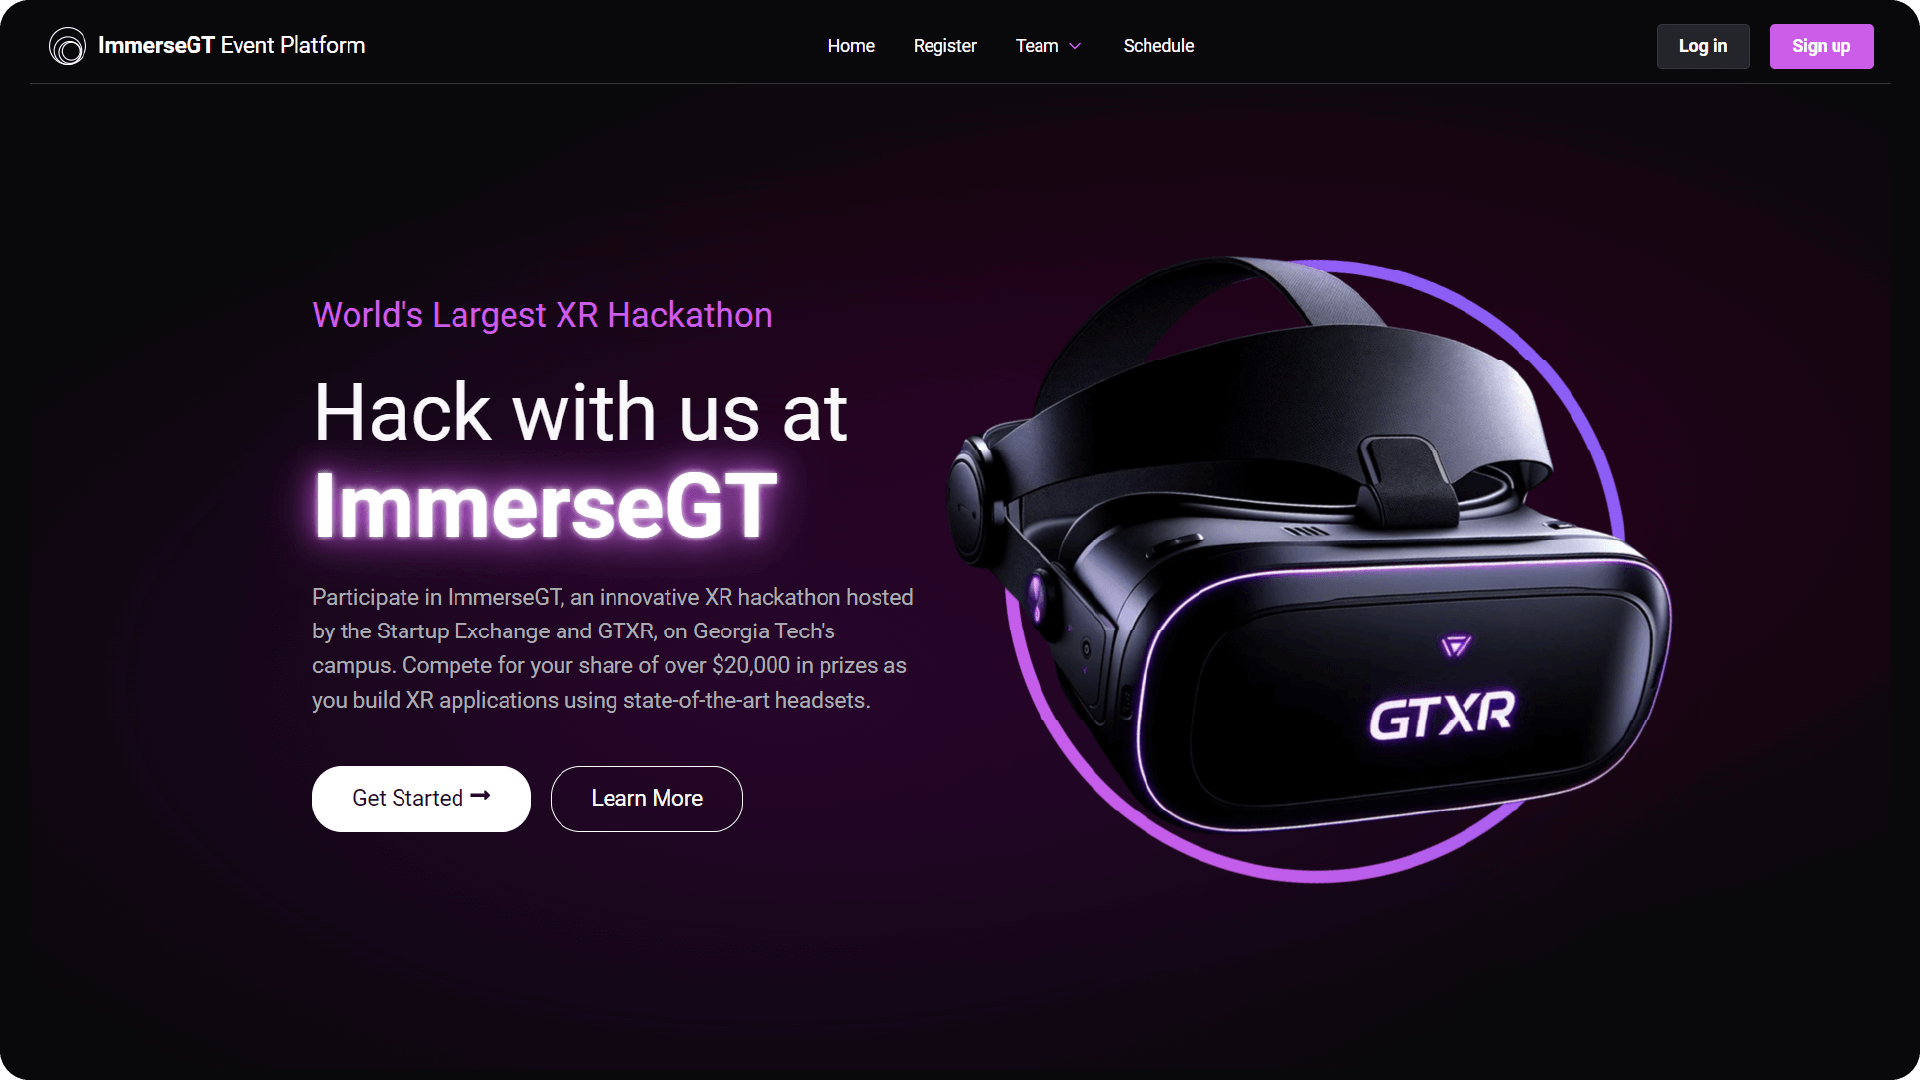 ImmerseGT Event Platform
Home Register Team Schedule
Log in Sign up
World's Largest XR Hackathon
Hack with us at
ImmerseGT
Participate in ImmerseGT, an innovative XR hackathon hosted
by the Startup Exchange and GTXR, on Georgia Tech's
campus. Compete for your share of over $20,000 in prizes as
you build XR applications using state-of-the-art headsets.
Get Started
Learn More
GTXR